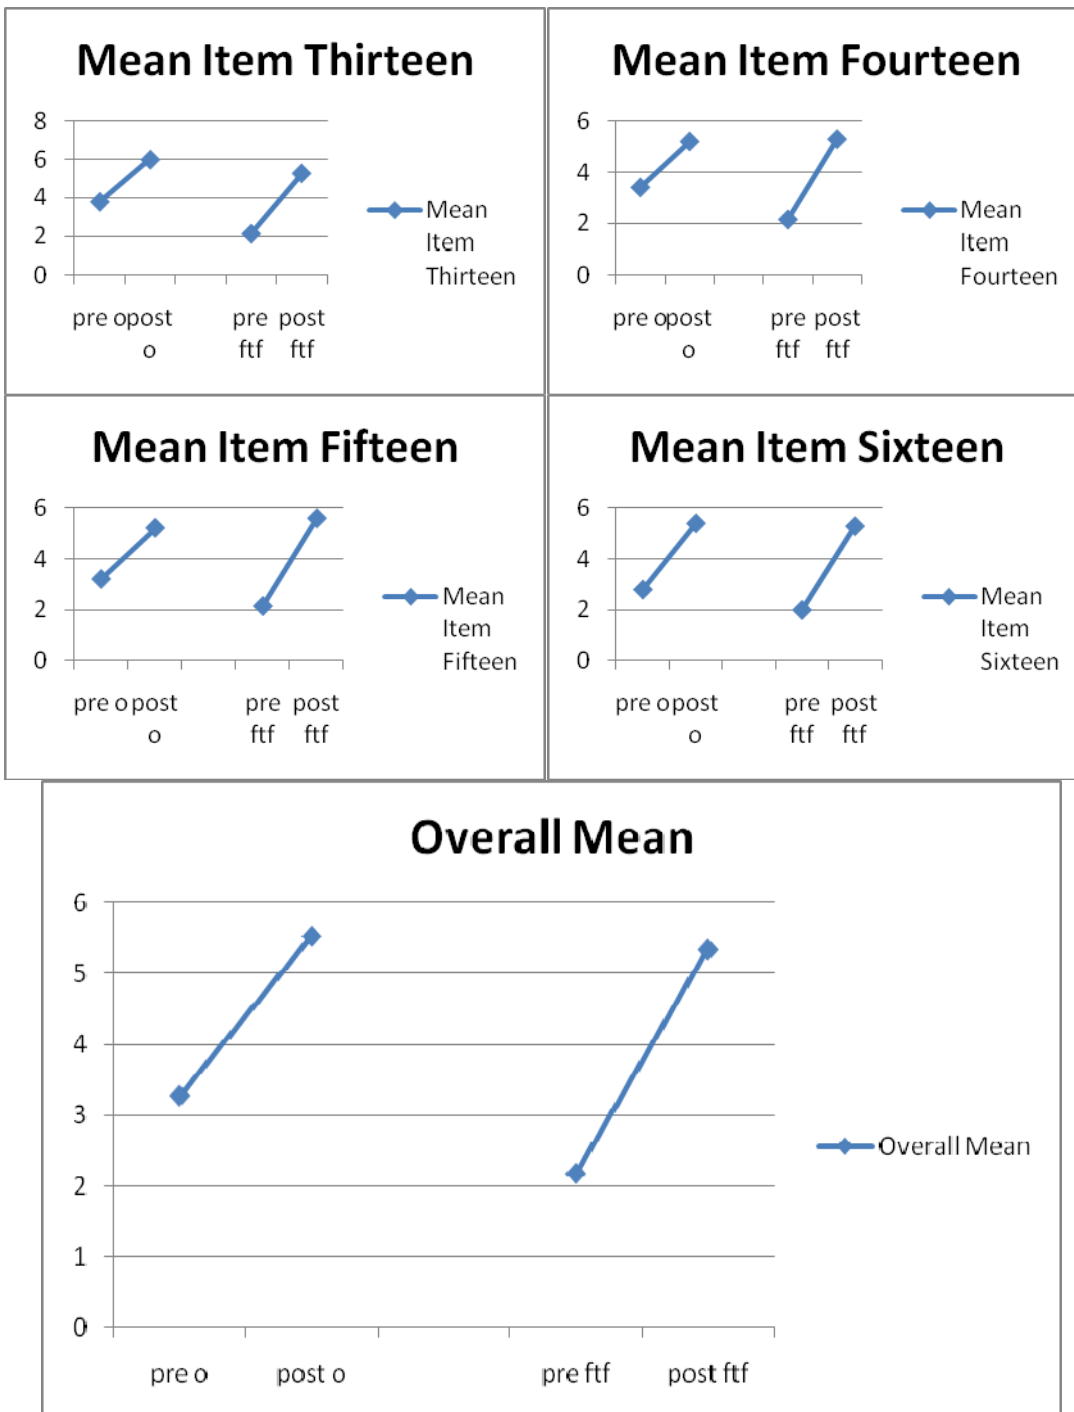 Mean Item Thirteen
8
6
4
2
0
pre o post o
pre ftf
post ftf
Mean Item Thirteen
Mean Item Fourteen
6
4
2
0
pre o post o
pre ftf
post ftf
Mean Item Fourteen
Mean Item Fifteen
6
4
2
0
pre o post o
pre ftf
post ftf
Mean Item Fifteen
Mean Item Sixteen
6
4
2
0
pre o post o
pre ftf
post ftf
Mean Item Sixteen
Overall Mean
6
5
4
3
2
1
0
pre o post o pre ftf post ftf
Overall Mean